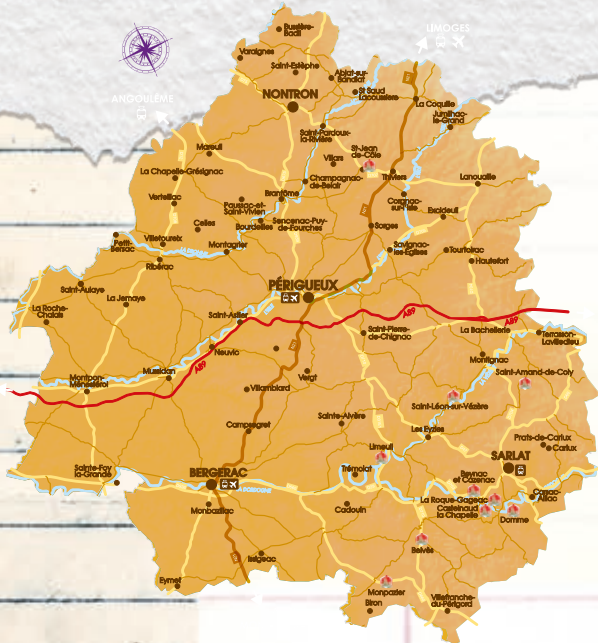 LIMOGES
Bussière-
Badil
Varaignes
Saint-Estèphe
Abjat-sur-
Bandiat
St Saud
Lacoussière
NONTRON
La Coquille
Jumilhac-
le-Grand
ANGOULÊME
Saint-Pardoux-
la-Rivière
Mareuil
St-Jean
de-Côle
Villars
La Chapelle-Grésignac
Champagnac-
de-Belair
Thiviers
Lanouaille
Verteillac
Brantôme
Paussac-et-
Saint-Vivien
Corgnac-
sur-l'Isle
Excideuil
Bourdeilles
Sencenac-Puy-
de-Fourches
Celles
Sorges
Petit-
Bersac
Villetoureix
Montagrier
Savignac-
les-Eglises
Tourtoirac
Ribérac
Hautefort
Saint-Aulaye
PÉRIGUEUX
La Jemaye
La Roche-
Chalais
Saint-Astier
A89
A89
Saint-Pierre-
de-Chignac
La Bachellerie
Terrasson-
Lavilledieu
Neuvic
Montignac
A89
Mussidan
Vergt
Saint-Amand-de-Coly
Montpon-
Ménestérol
Villamblard
Saint-Léon-sur-Vézère
Sainte-Alvère
Campsegret
Les Eyzies
Prats-de-Carlux
Carlux
Limeuil
SARLAT
Sainte-Foy
la-Grande
BERGERAC
Trémolat
Beynac
et Cazenac
Carsac-
Aillac
La Roque-Gageac
Monbazillac
Cadouin
Castelnaud
la Chapelle
Domme
Belvès
Issigeac
Eymet
Monpazier
Biron
Villefranche-
du-Périgord